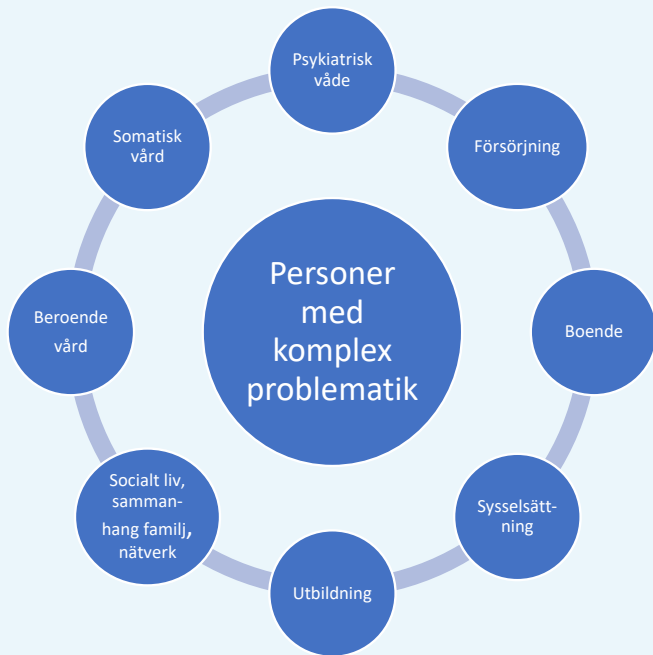 Psykiatrisk
våde
Försörjning
Boende
Sysselsätt-
ning
Utbildning
Socialt liv,
samman-
hang familj,
nätverk
Beroende
vård
Somatisk
vård
Personer
med
komplex
problematik